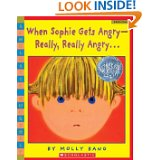 When Sophie Gets Angry—
Really, Really Angry...
BY MOLLY BANG
SCHOLASTIC